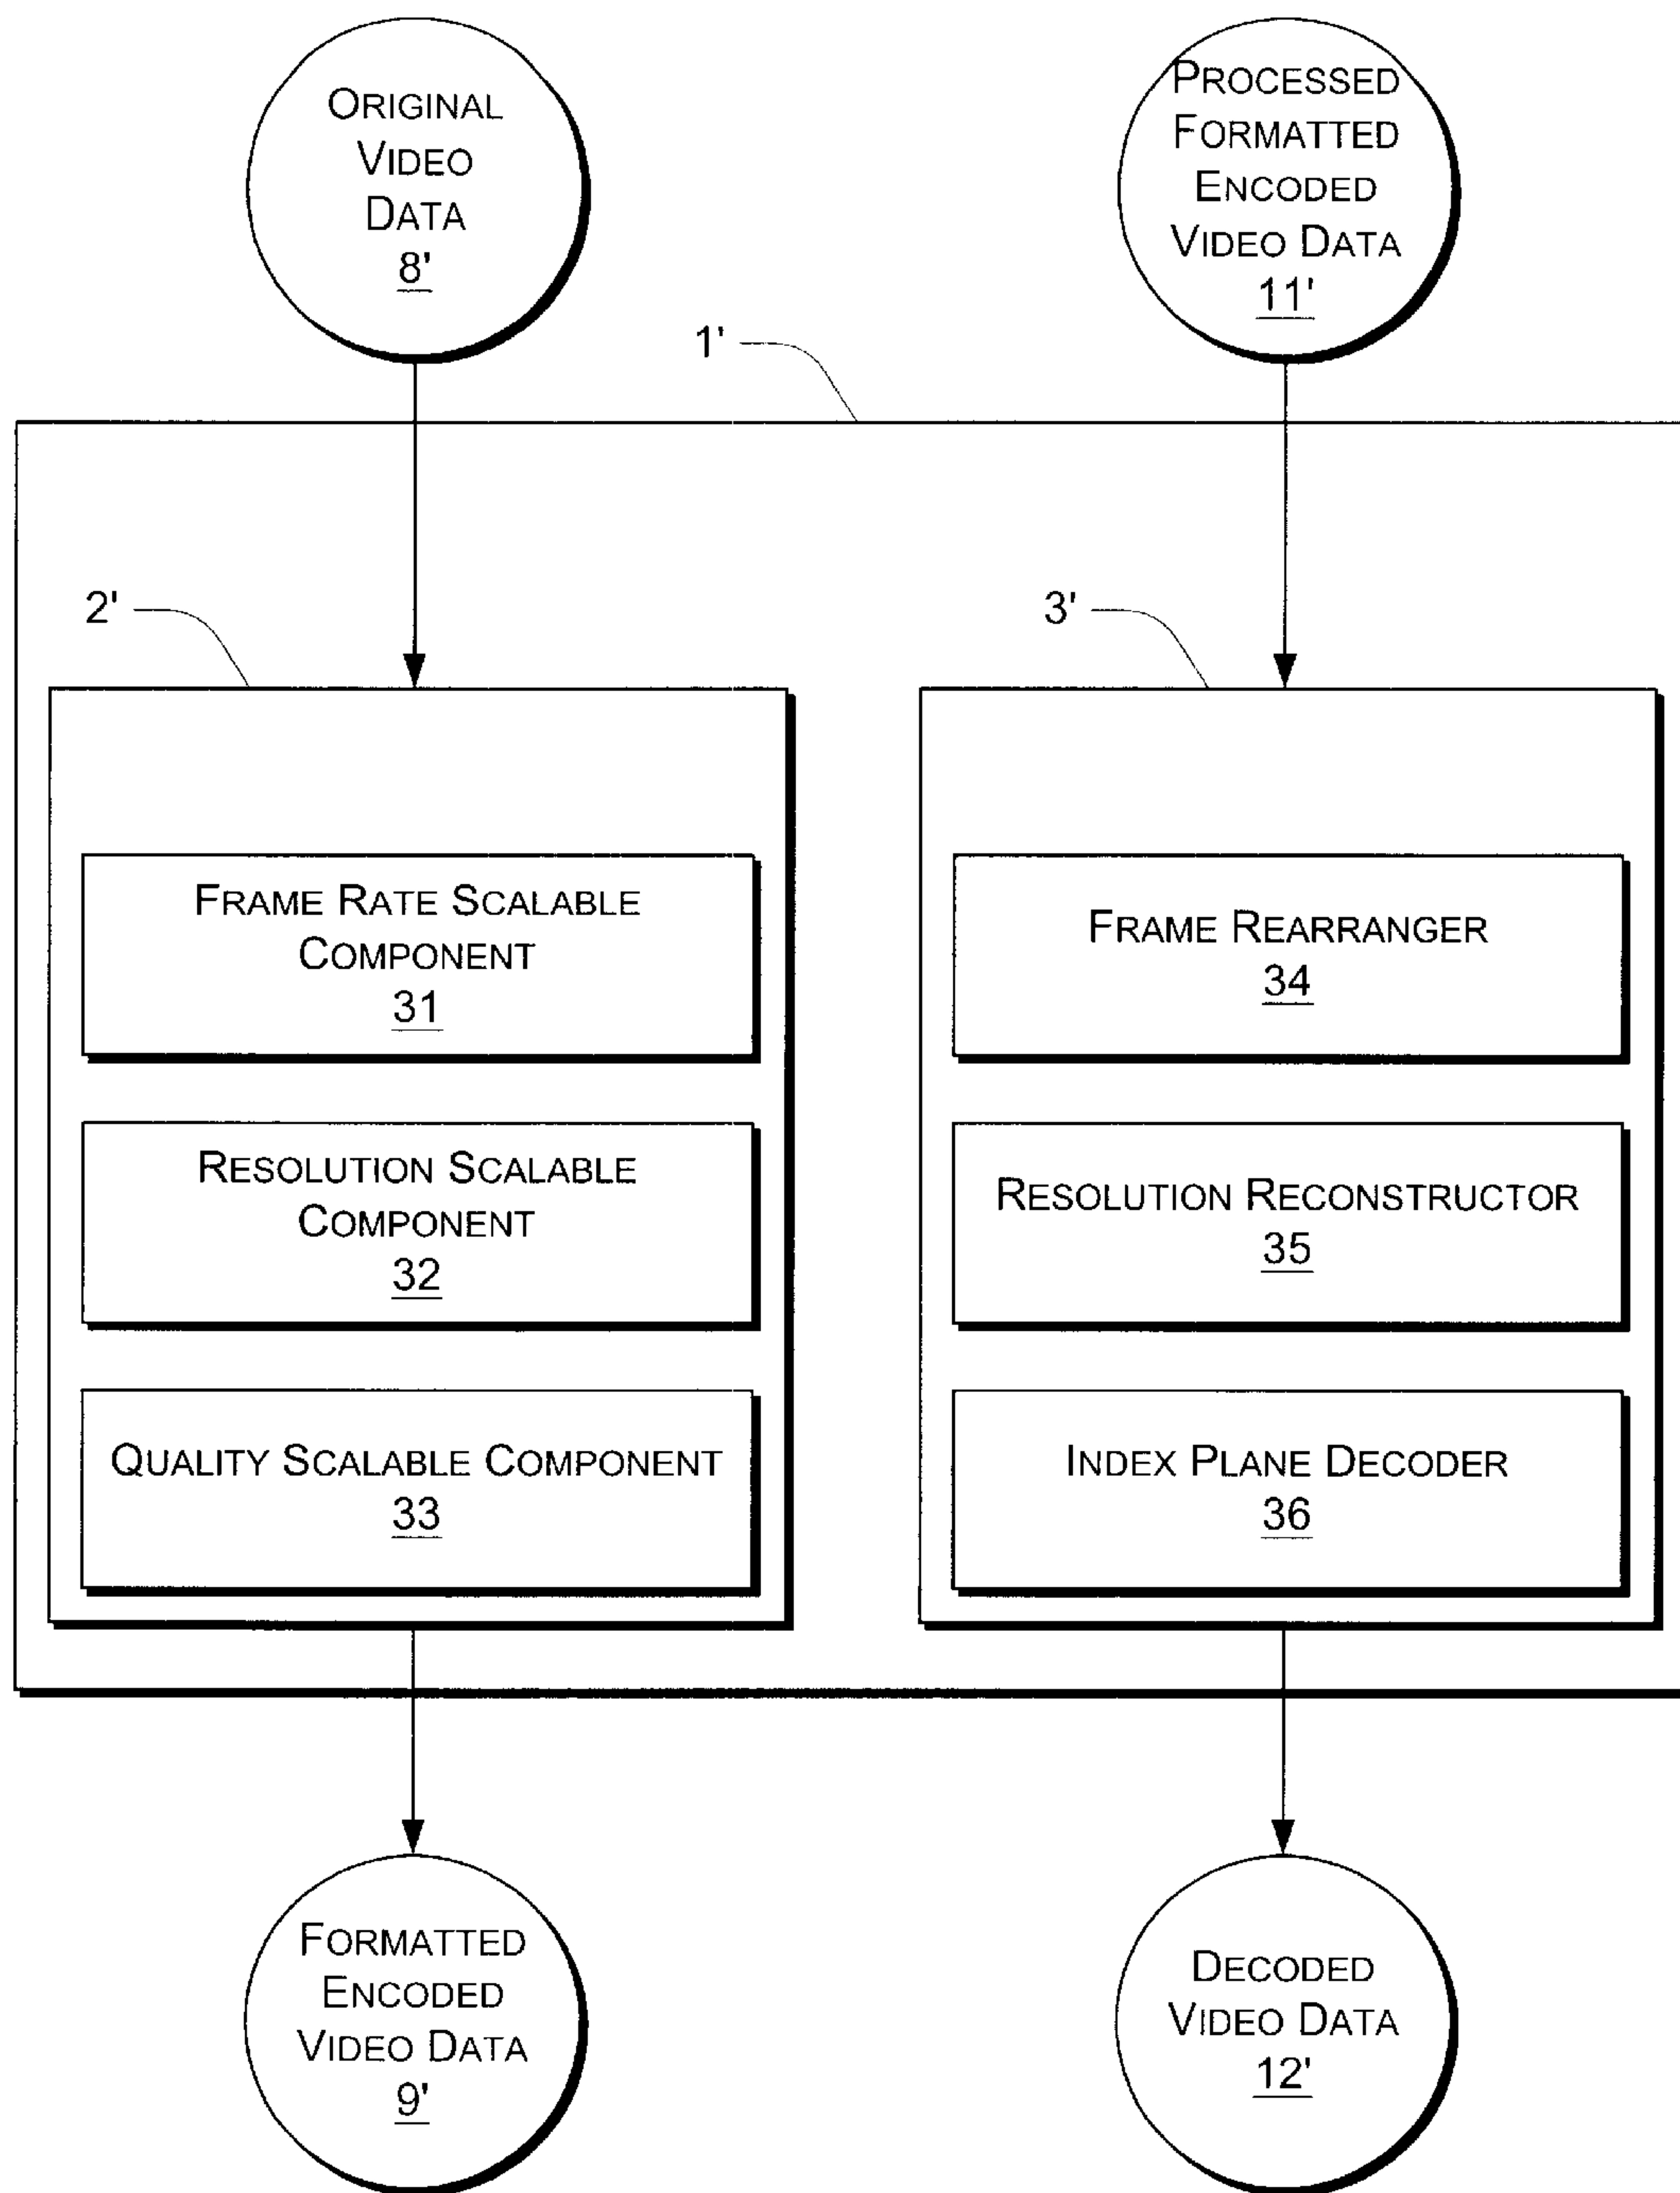 ORIGINAL
VIDEO
DATA
8'
PROCESSED
FORMATTED
ENCODED
VIDEO DATA
11'
1'
2'
3'
FRAME RATE SCALABLE
COMPONENT
31
FRAME REARRANGER
34
RESOLUTION SCALABLE
COMPONENT
32
RESOLUTION RECONSTRUCTOR
35
QUALITY SCALABLE COMPONENT
33
INDEX PLANE DECODER
36
FORMATTED
ENCODED
VIDEO DATA
9'
DECODED
VIDEO DATA
12'